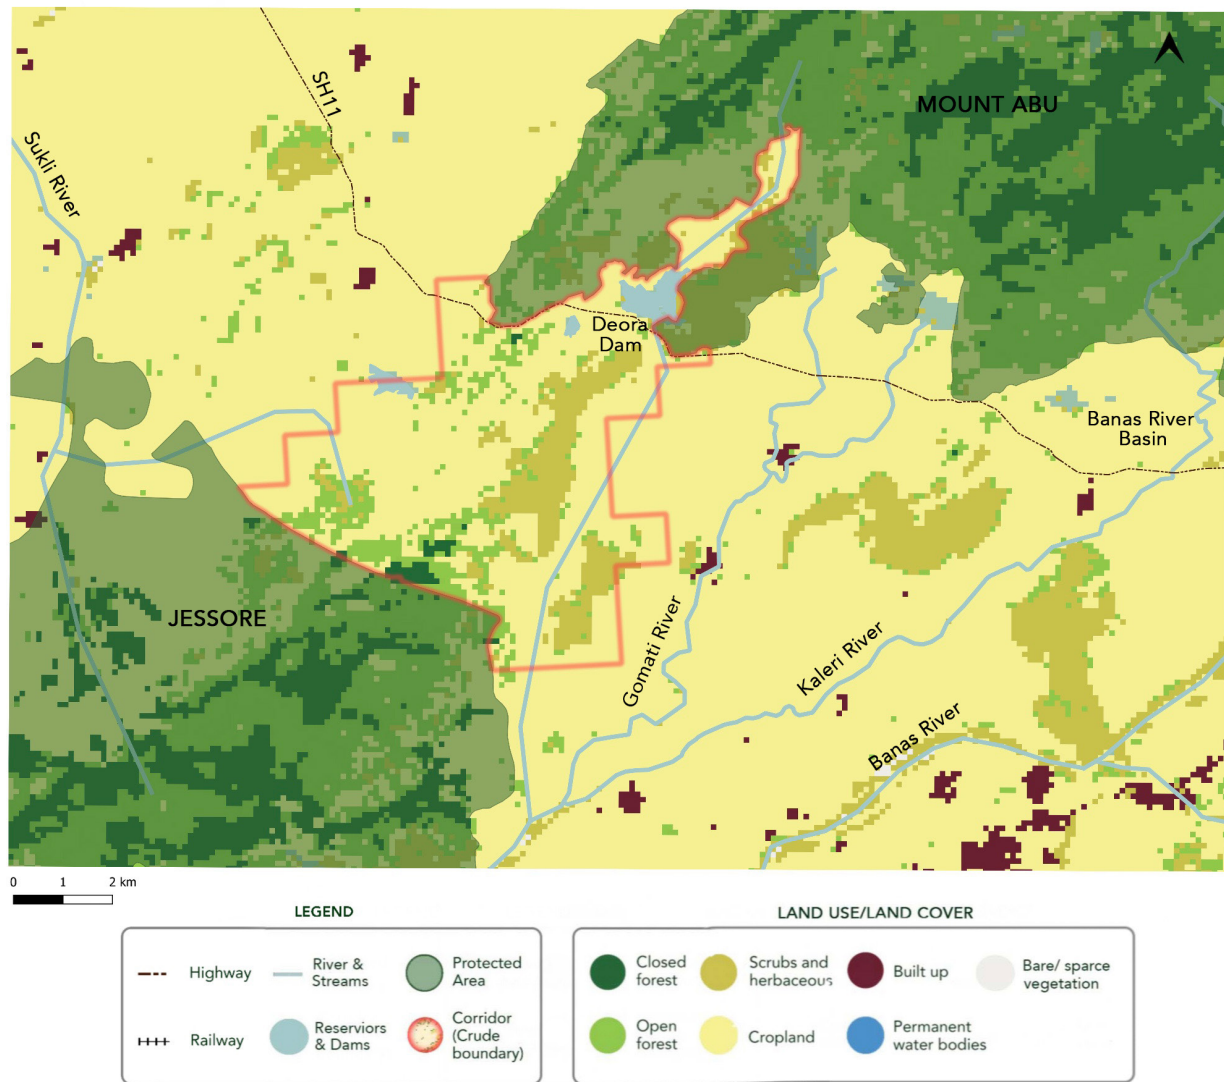 SH11
MOUNT ABU
Sukli River
Deora
Dam
Banas River
Basin
JESSORE
Gomati River
Kaleri River
Banas River
0 1 2 km
LEGEND
Highway
River &
Streams
Protected
Area
Railway
Reserviors
& Dams
Corridor
(Crude
boundary)
LAND USE/LAND COVER
Closed
forest
Scrubs and
herbaceous
Built up
Bare/ sparce
vegetation
Open
forest
Cropland
Permanent
water bodies